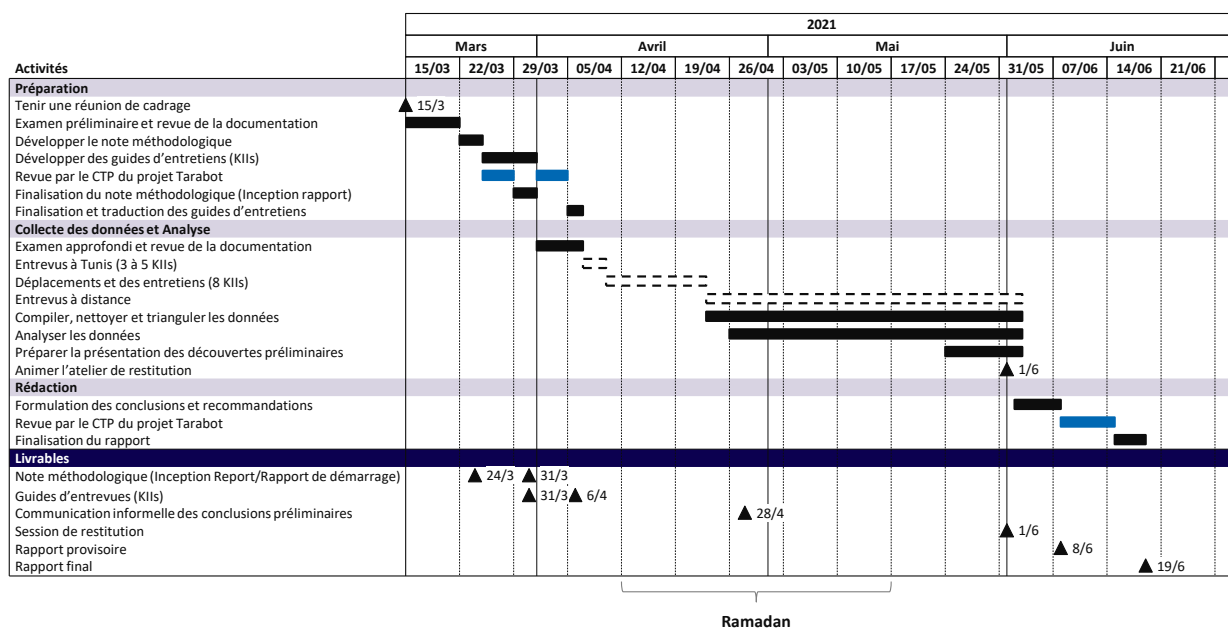 2021
Mars Avril Mai Juin
Activités 15/03 22/03 29/03 05/04 12/04 19/04 26/04 03/05 10/05 17/05 24/05 31/05 07/06 14/06 21/06
Préparation
Tenir une réunion de cadrage 15/3
Examen préliminaire et revue de la documentation
Développer le note méthodologique
Développer des guides d'entretiens (KIIs)
Revue par le CTP du projet Tarabot
Finalisation du note méthodologique (Inception rapport)
Finalisation et traduction des guides d'entretiens
Collecte des données et Analyse
Examen approfondi et revue de la documentation
Entrevus à Tunis (3 à 5 KIIs)
Déplacements et des entretiens (8 KIIs)
Entrevus à distance
Compiler, nettoyer et trianguler les données
Analyser les données
Préparer la présentation des découvertes préliminaires
Animer l'atelier de restitution 1/6
Rédaction
Formulation des conclusions et recommandations
Revue par le CTP du projet Tarabot
Finalisation du rapport
Livrables
Note méthodologique (Inception Report/Rapport de démarrage) 24/3 31/3
Guides d'entrevues (KIIs) 31/3 6/4
Communication informelle des conclusions préliminaires 28/4
Session de restitution 1/6
Rapport provisoire 8/6
Rapport final 19/6
Ramadan